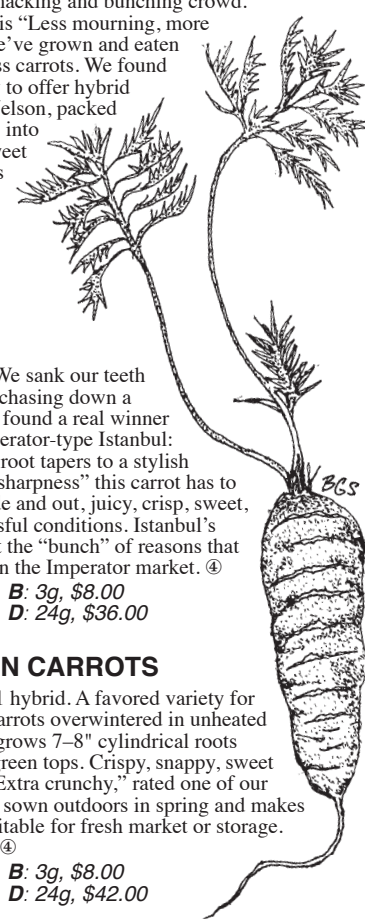 nacking and bunching crowd.
is “Less mourning, more
e’ve grown and eaten
ss carrots. We found
to offer hybrid
elson, packed
into
weet
s
We sank our teeth
chasing down a
found a real winner
perator-type Istanbul:
root tapers to a stylish
sharpness” this carrot has to
e and out, juicy, crisp, sweet,
sful conditions. Istanbul’s
t the “bunch” of reasons that
n the Imperator market. ④
B: 3g, $8.00
D: 24g, $36.00
BGS
N CARROTS
1 hybrid. A favored variety for
arrots overwintered in unheated
grows 7–8" cylindrical roots
green tops. Crispy, snappy, sweet
Extra crunchy,” rated one of our
sown outdoors in spring and makes
itable for fresh market or storage.
④
B: 3g, $8.00
D: 24g, $42.00